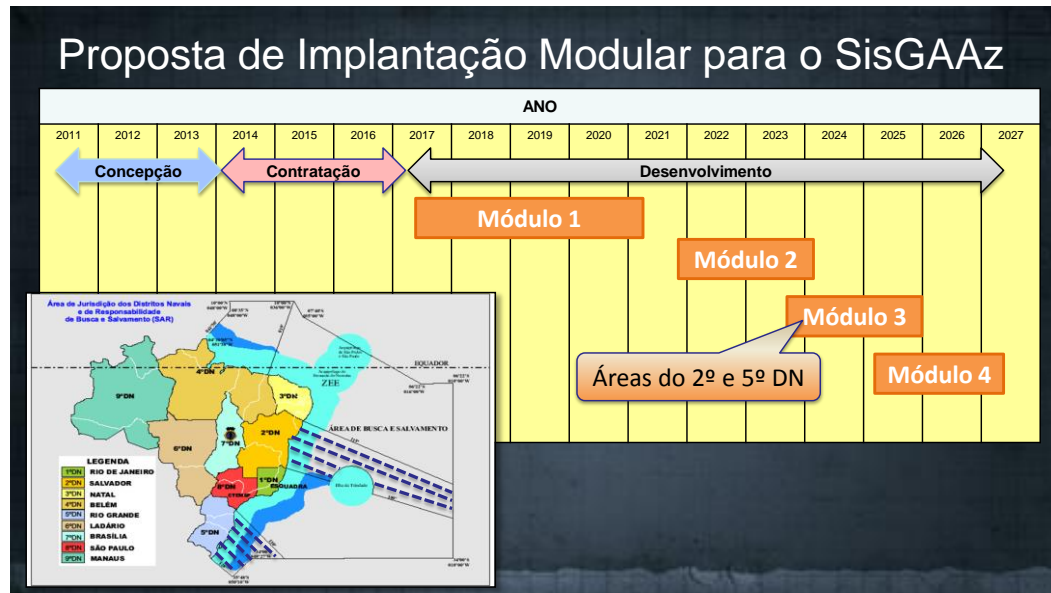 Proposta de Implantação Modular para o SisGAAz
ANO
2011 2012 2013 2014 2015 2016 2017 2018 2019 2020 2021 2022 2023 2024 2025 2026 2027
Concepção Contratação Desenvolvimento
Módulo 1
Módulo 2
Módulo 3
Áreas do 2º e 5º DN
Módulo 4
Área de Jurisdição dos Distritos Navais
e de Responsabilidade
de Busca e Salvamento (SAR)
EQUADOR
ZEE
4ºDN
9ºDN
3ºDN
ÁREA DE BUSCA E SALVAMENTO
2ºDN
7ºDN
6ºDN
1ºDN
ESQUADRA
5ºDN
LEGENDA
1ºDN RIO DE JANEIRO
2ºDN SALVADOR
3ºDN NATAL
4ºDN BELÉM
5ºDN RIO GRANDE
6ºDN LADÁRIO
7ºDN BRASÍLIA
8ºDN SÃO PAULO
9ºDN MANAUS